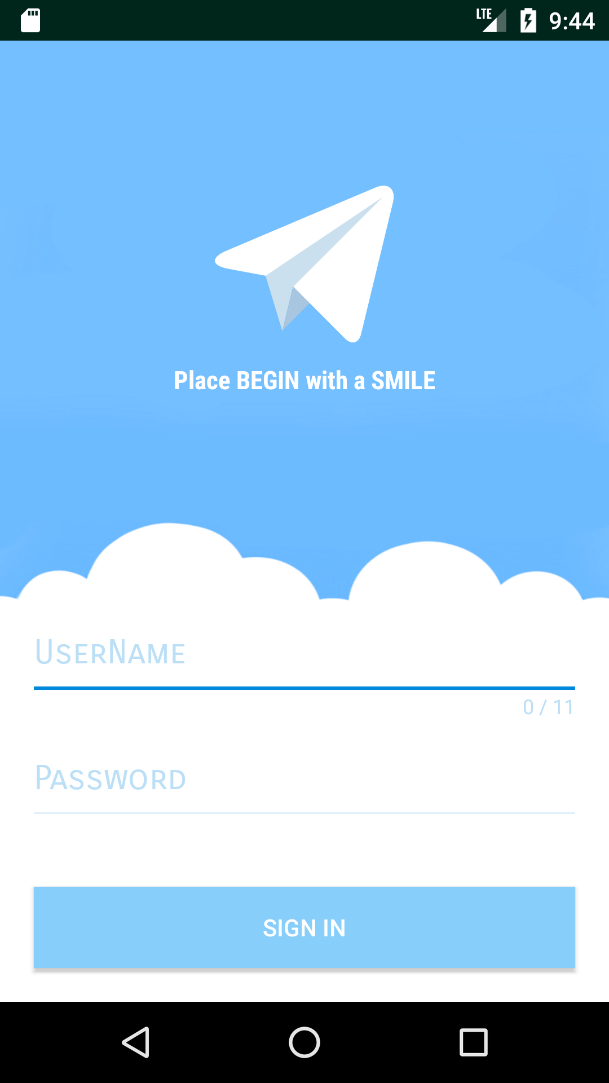 LTE 9:44
Place BEGIN with a SMILE
UserName
0 / 11
Password
SIGN IN